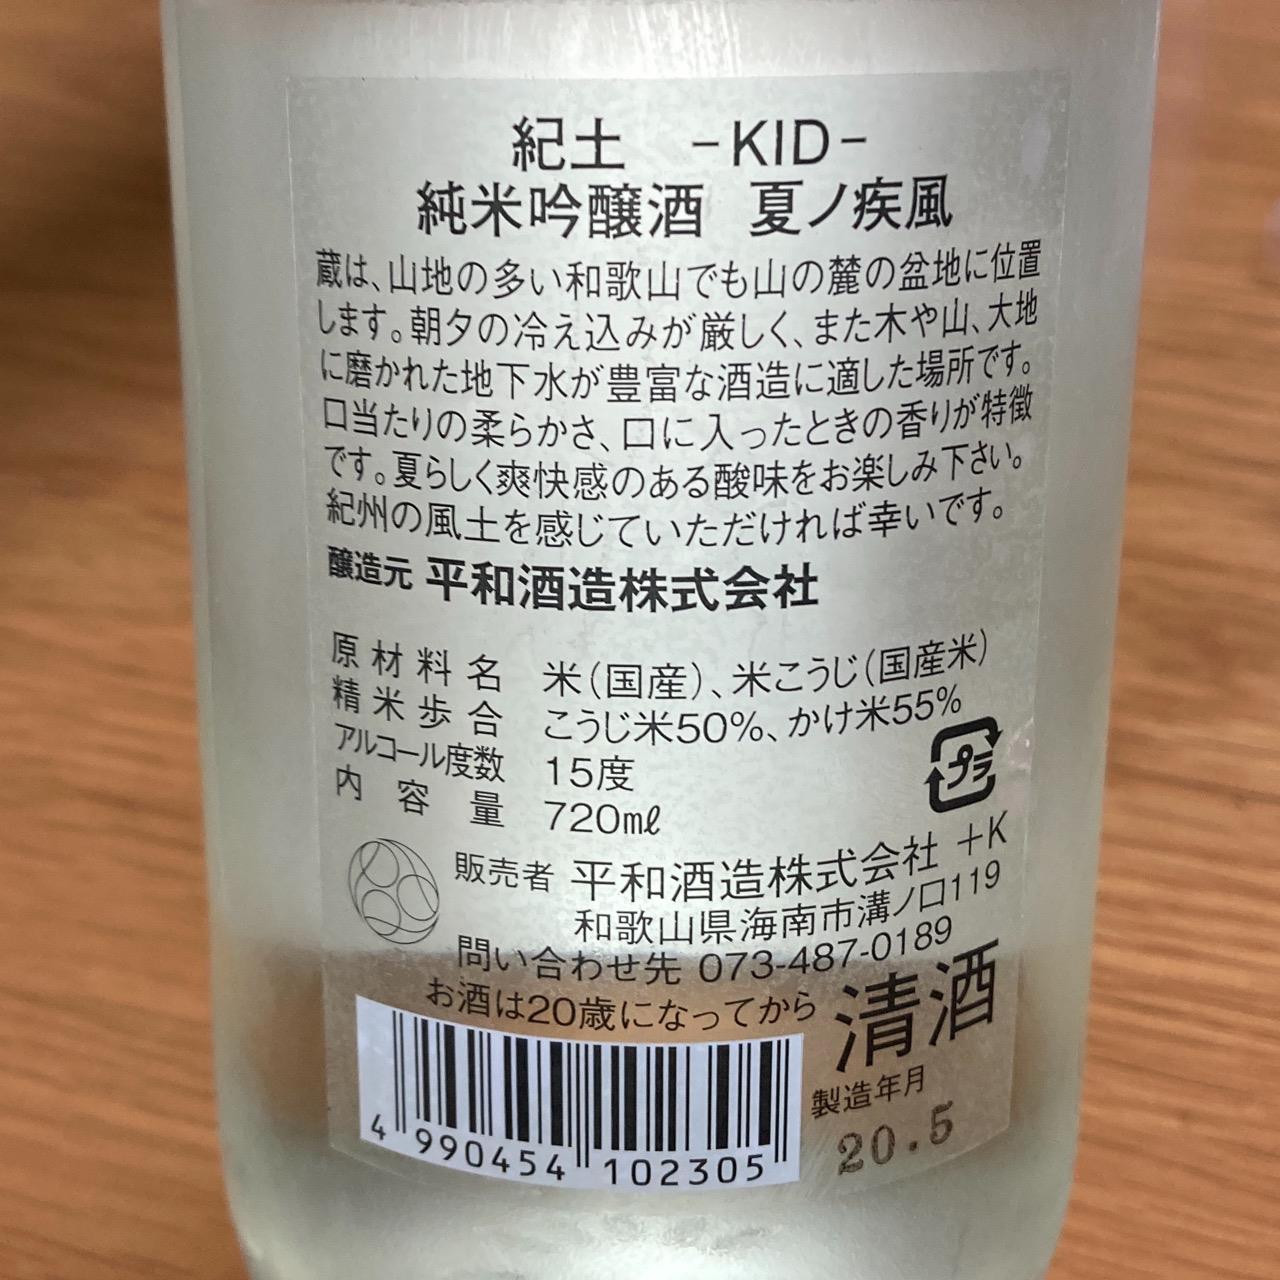 紀土 -KID-
純米吟醸酒 夏ノ疾風
蔵は、山地の多い和歌山でも山の麓の盆地に位置
します。朝夕の冷え込みが厳しく、また木や山、大地
に磨かれた地下水が豊富な酒造に適した場所です。
口当たりの柔らかさ、口に入ったときの香りが特徴
です。夏らしく爽快感のある酸味をお楽しみ下さい。
紀州の風土を感じていただければ幸いです。
醸造元 平和酒造株式会社
原材料名 米(国産)、米こうじ(国産米)
精米歩合 こうじ米50%、かけ米55%
アルコール度数 15度
内容量 720㎖
プラ
販売者 平和酒造株式会社 +K
和歌山県海南市溝ノ口119
問い合わせ先 073-487-0189
お酒は20歳になってから
清酒
製造年月
20.5
4 990454 102305